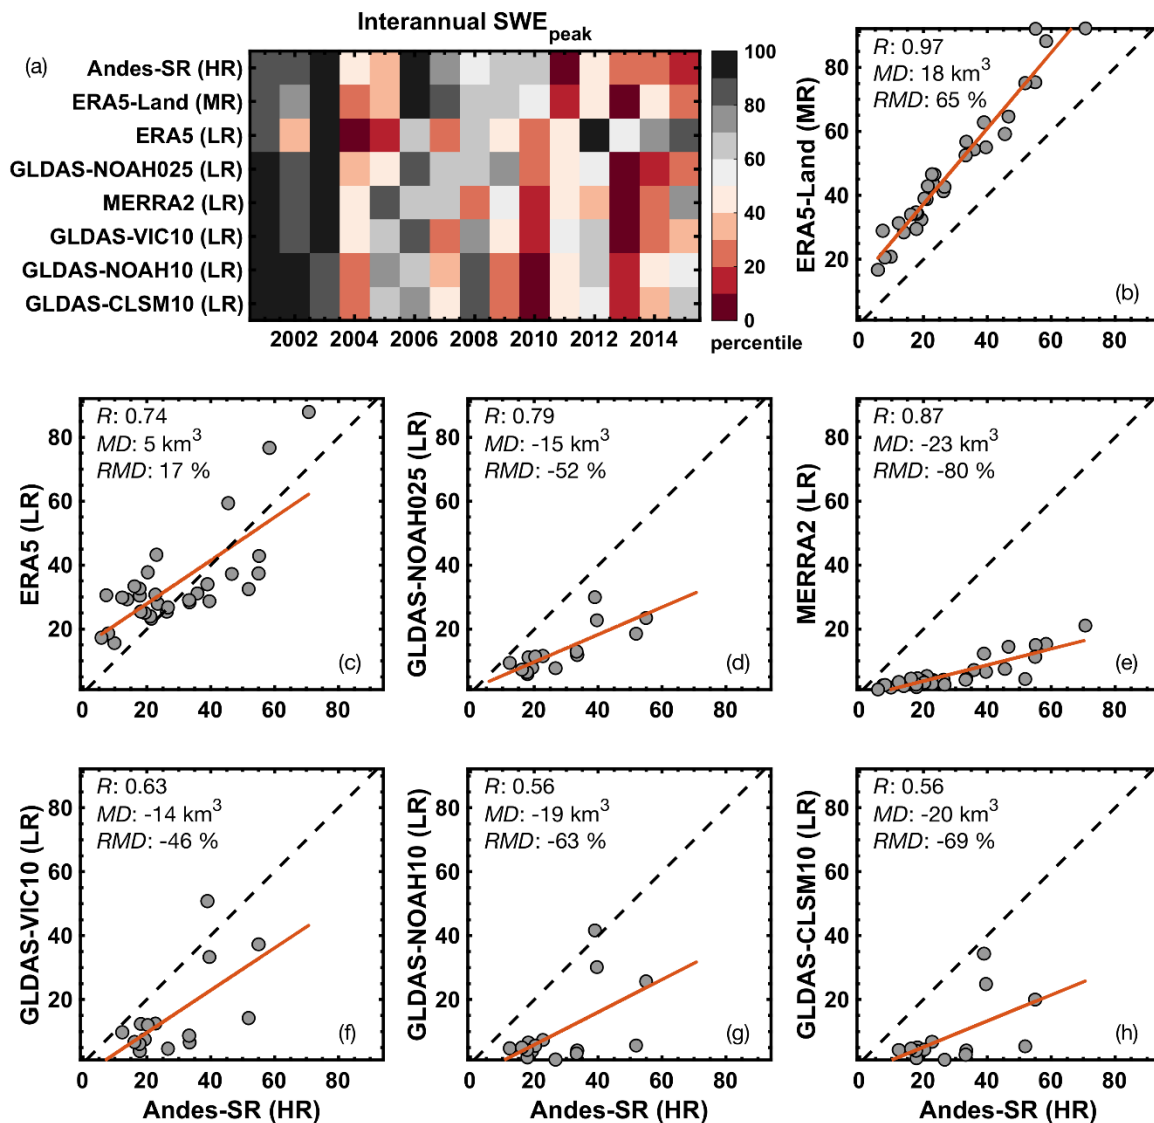 Interannual SWEpeak
(a)
Andes-SR (HR)
ERA5-Land (MR)
ERA5 (LR)
GLDAS-NOAH025 (LR)
MERRA2 (LR)
GLDAS-VIC10 (LR)
GLDAS-NOAH10 (LR)
GLDAS-CLSM10 (LR)
2002 2004 2006 2008 2010 2012 2014
100
80
60
40
20
0
percentile
R: 0.97
MD: 18 km3
RMD: 65 %
ERA5-Land (MR)
80
60
40
20
0 20 40 60 80
(b)
R: 0.74
MD: 5 km3
RMD: 17 %
ERA5 (LR)
80
60
40
20
0 20 40 60 80
(c)
R: 0.79
MD: -15 km3
RMD: -52 %
GLDAS-NOAH025 (LR)
80
60
40
20
0 20 40 60 80
(d)
R: 0.87
MD: -23 km3
RMD: -80 %
MERRA2 (LR)
80
60
40
20
0 20 40 60 80
(e)
R: 0.63
MD: -14 km3
RMD: -46 %
GLDAS-VIC10 (LR)
80
60
40
20
0 20 40 60 80
(f)
Andes-SR (HR)
R: 0.56
MD: -19 km3
RMD: -63 %
GLDAS-NOAH10 (LR)
80
60
40
20
0 20 40 60 80
(g)
Andes-SR (HR)
R: 0.56
MD: -20 km3
RMD: -69 %
GLDAS-CLSM10 (LR)
80
60
40
20
0 20 40 60 80
(h)
Andes-SR (HR)